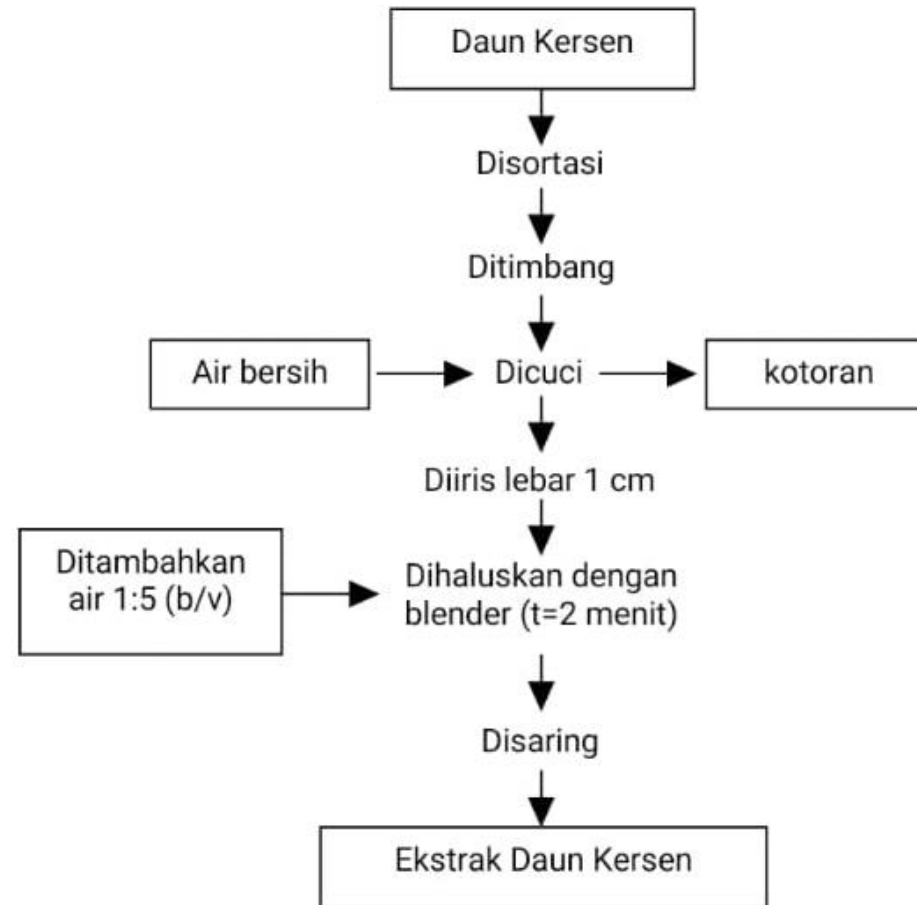 Daun Kersen
Disortasi
Ditimbang
Air bersih
Dicuci
kotoran
Diiris lebar 1 cm
Ditambahkan
air 1:5 (b/v)
Dihaluskan dengan
blender (t=2 menit)
Disaring
Ekstrak Daun Kersen